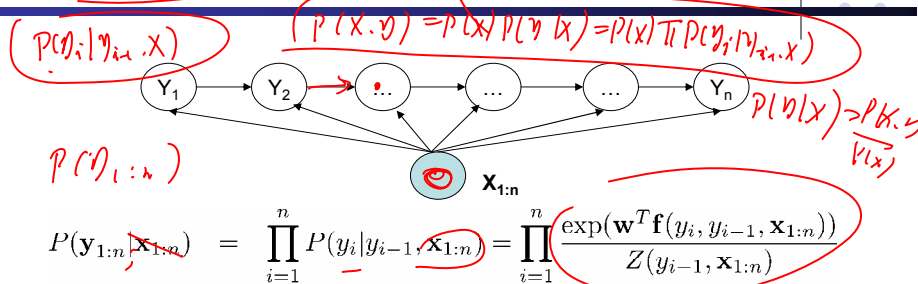 P(y_i|y_{i-1}.X)
P(X.y) = P(X)P(y|X) = P(X)ΠP(y_i|y_{i-1}.X)
Y₁ Y₂ ... ... ... Yₙ
P(y|X) = P(X.y)
P(X)
P(y_{1:n})
X_{1:n}
P(y_{1:n}|x_{1:n}) = ∏_{i=1}^{n} P(y_i|y_{i-1}, x_{1:n}) = ∏_{i=1}^{n} exp(w^T f(y_i, y_{i-1}, x_{1:n})) / Z(y_{i-1}, x_{1:n})